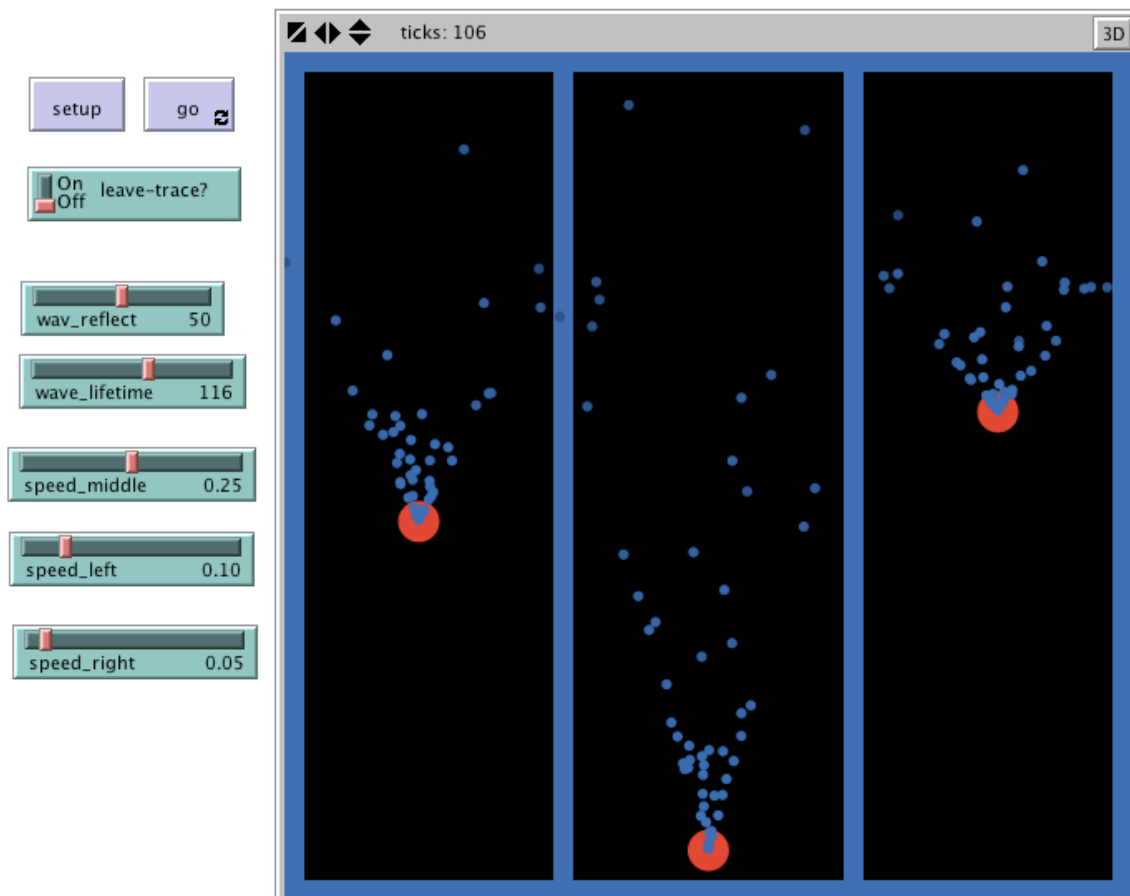 ticks: 106
3D
setup
go
On
Off
leave-trace?
wav_reflect 50
wave_lifetime 116
speed_middle 0.25
speed_left 0.10
speed_right 0.05